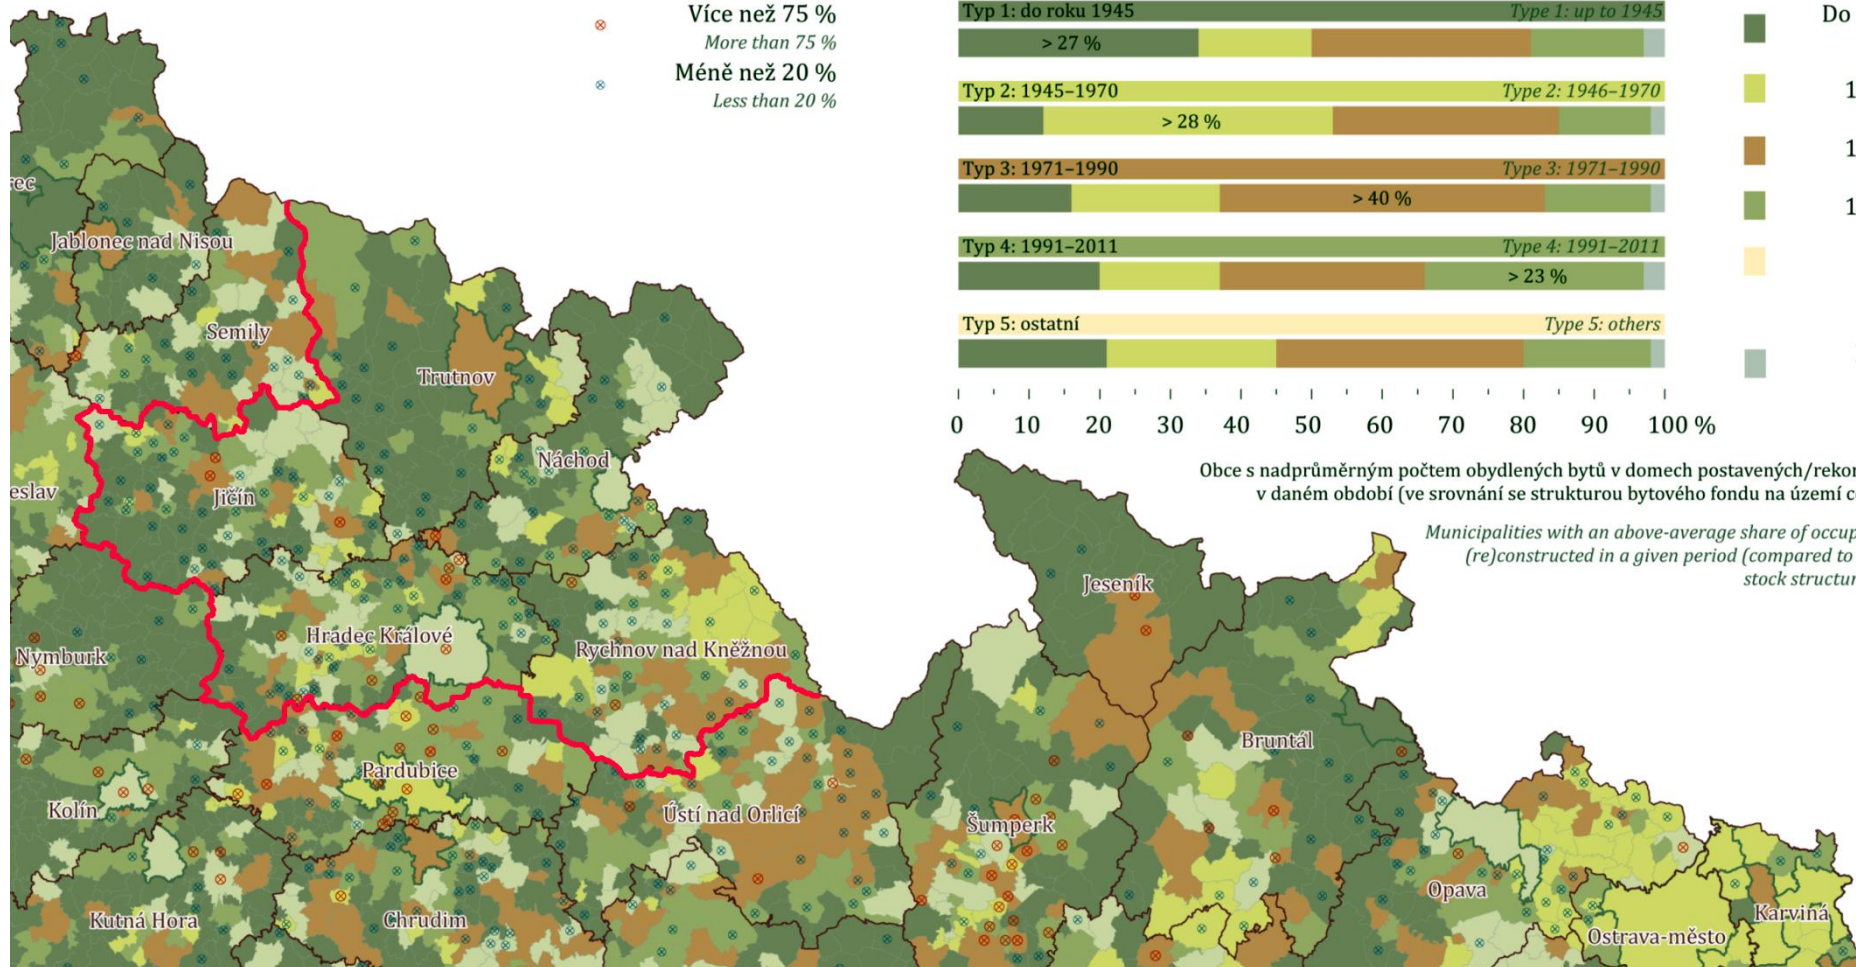 Více než 75 %
More than 75 %
Méně než 20 %
Less than 20 %
Typ 1: do roku 1945
Type 1: up to 1945
> 27 %
Typ 2: 1945–1970
Type 2: 1946–1970
> 28 %
Typ 3: 1971–1990
Type 3: 1971–1990
> 40 %
Typ 4: 1991–2011
Type 4: 1991–2011
> 23 %
Typ 5: ostatní
Type 5: others
0 10 20 30 40 50 60 70 80 90 100 %
Do
1
1
1
Obce s nadprůměrným počtem obydlených bytů v domech postavených/rekon
v daném období (ve srovnání se strukturou bytového fondu na území c
Municipalities with an above-average share of occup
(re)constructed in a given period (compared to
stock structur
rec
Jablonec nad Nisou
Semily
Trutnov
Náchod
eslav
Jičín
Jeseník
Hradec Králové
Rychnov nad Kněžnou
Nymburk
Bruntál
Pardubice
Kolín
Ústí nad Orlicí
Šumperk
Opava
Kutná Hora
Chrudim
Karviná
Ostrava-město